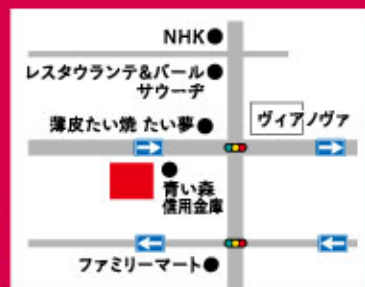 NHK
レスタウランテ&バール
サウーヂ
薄皮たい焼 たい夢
ヴィアノヴァ
青い森
信用金庫
ファミリーマート